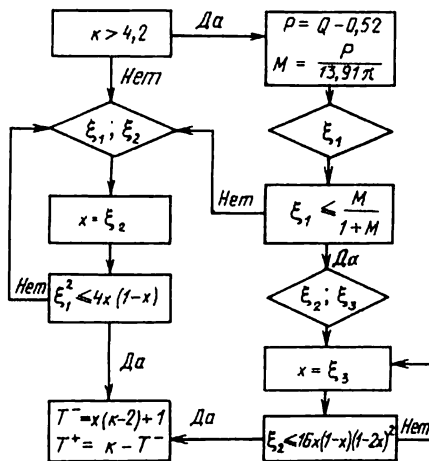 к > 4,2
Да
P = Q - 0,52
M = P / 13,91π
Нет
ξ₁ ; ξ₂
ξ₁
Нет
x = ξ₂
ξ₁ ≤ M / 1 + M
Да
Нет
ξ₁² ≤ 4x(1-x)
ξ₂ ; ξ₃
Да
x = ξ₃
T⁻ = x(к-2)+1
T⁺ = к - T⁻
Да
ξ₂ ≤ 16x(1-x)(1-2x)²
Нет